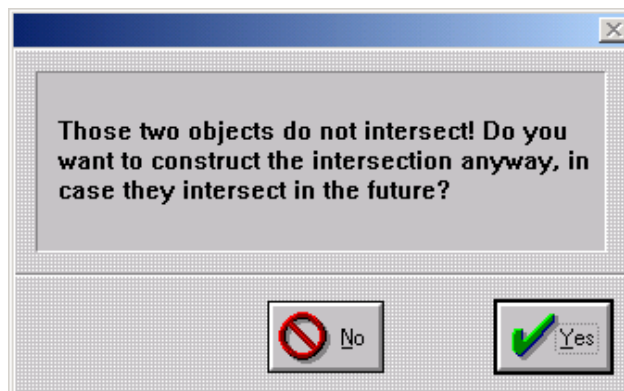 Those two objects do not intersect! Do you
want to construct the intersection anyway, in
case they intersect in the future?
No
Yes